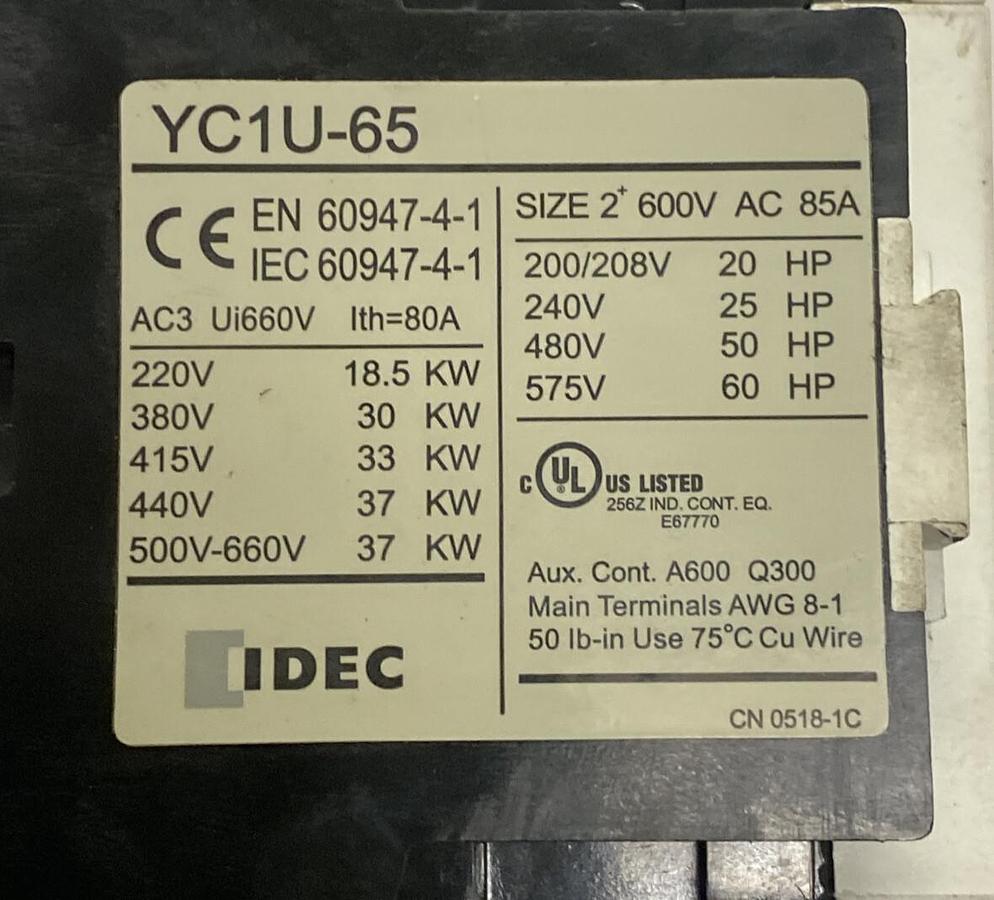 YC1U-65
CE EN 60947-4-1
IEC 60947-4-1
AC3 Ui660V Ith=80A
220V 18.5 KW
380V 30 KW
415V 33 KW
440V 37 KW
500V-660V 37 KW
IDEC
SIZE 2+ 600V AC 85A
200/208V 20 HP
240V 25 HP
480V 50 HP
575V 60 HP
C UL® US LISTED
256Z IND. CONT. EQ.
E67770
Aux. Cont. A600 Q300
Main Terminals AWG 8-1
50 lb-in Use 75°C Cu Wire
CN 0518-1C